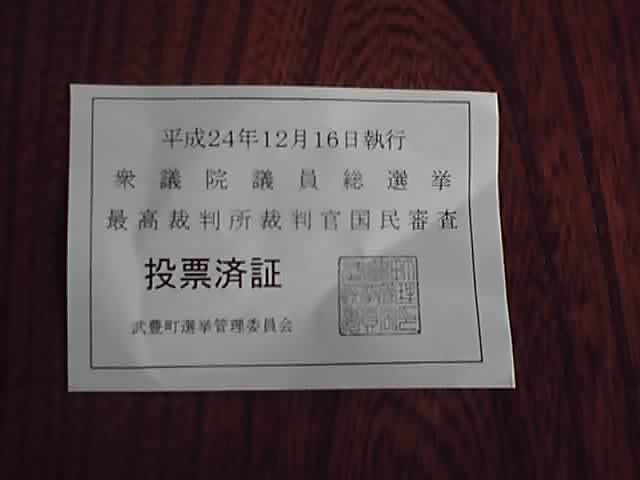 平成24年12月16日執行
衆議院議員総選挙
最高裁判所裁判官国民審査
投票済証
武豊町選挙管理委員会